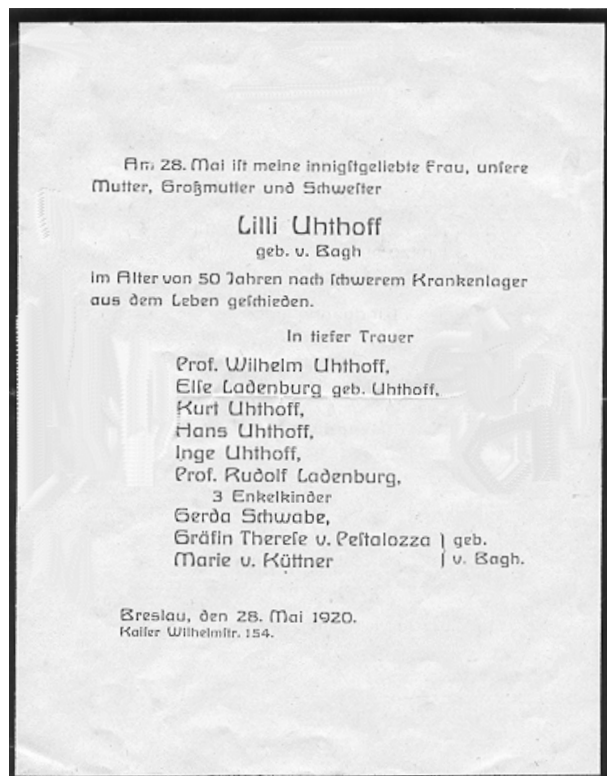 Am 28. Mai iſt meine innigſtgeliebte Frau, unſere
Mutter, Großmutter und Schweſter
Lilli Uhthoff
geb. v. Bagh
im Alter von 50 Jahren nach ſchwerem Krankenlager
aus dem Leben geſchieden.
In tiefer Trauer
Prof. Wilhelm Uhthoff,
Elſe Ladenburg geb. Uhthoff,
Kurt Uhthoff,
Hans Uhthoff,
Inge Uhthoff,
Prof. Rudolf Ladenburg,
3 Enkelkinder
Gerda Schwabe,
Gräfin Thereſe v. Peſtalozza } geb.
Marie v. Küttner } v. Bagh.
Breslau, den 28. Mai 1920.
Kaiſer Wilhelmſtr. 154.